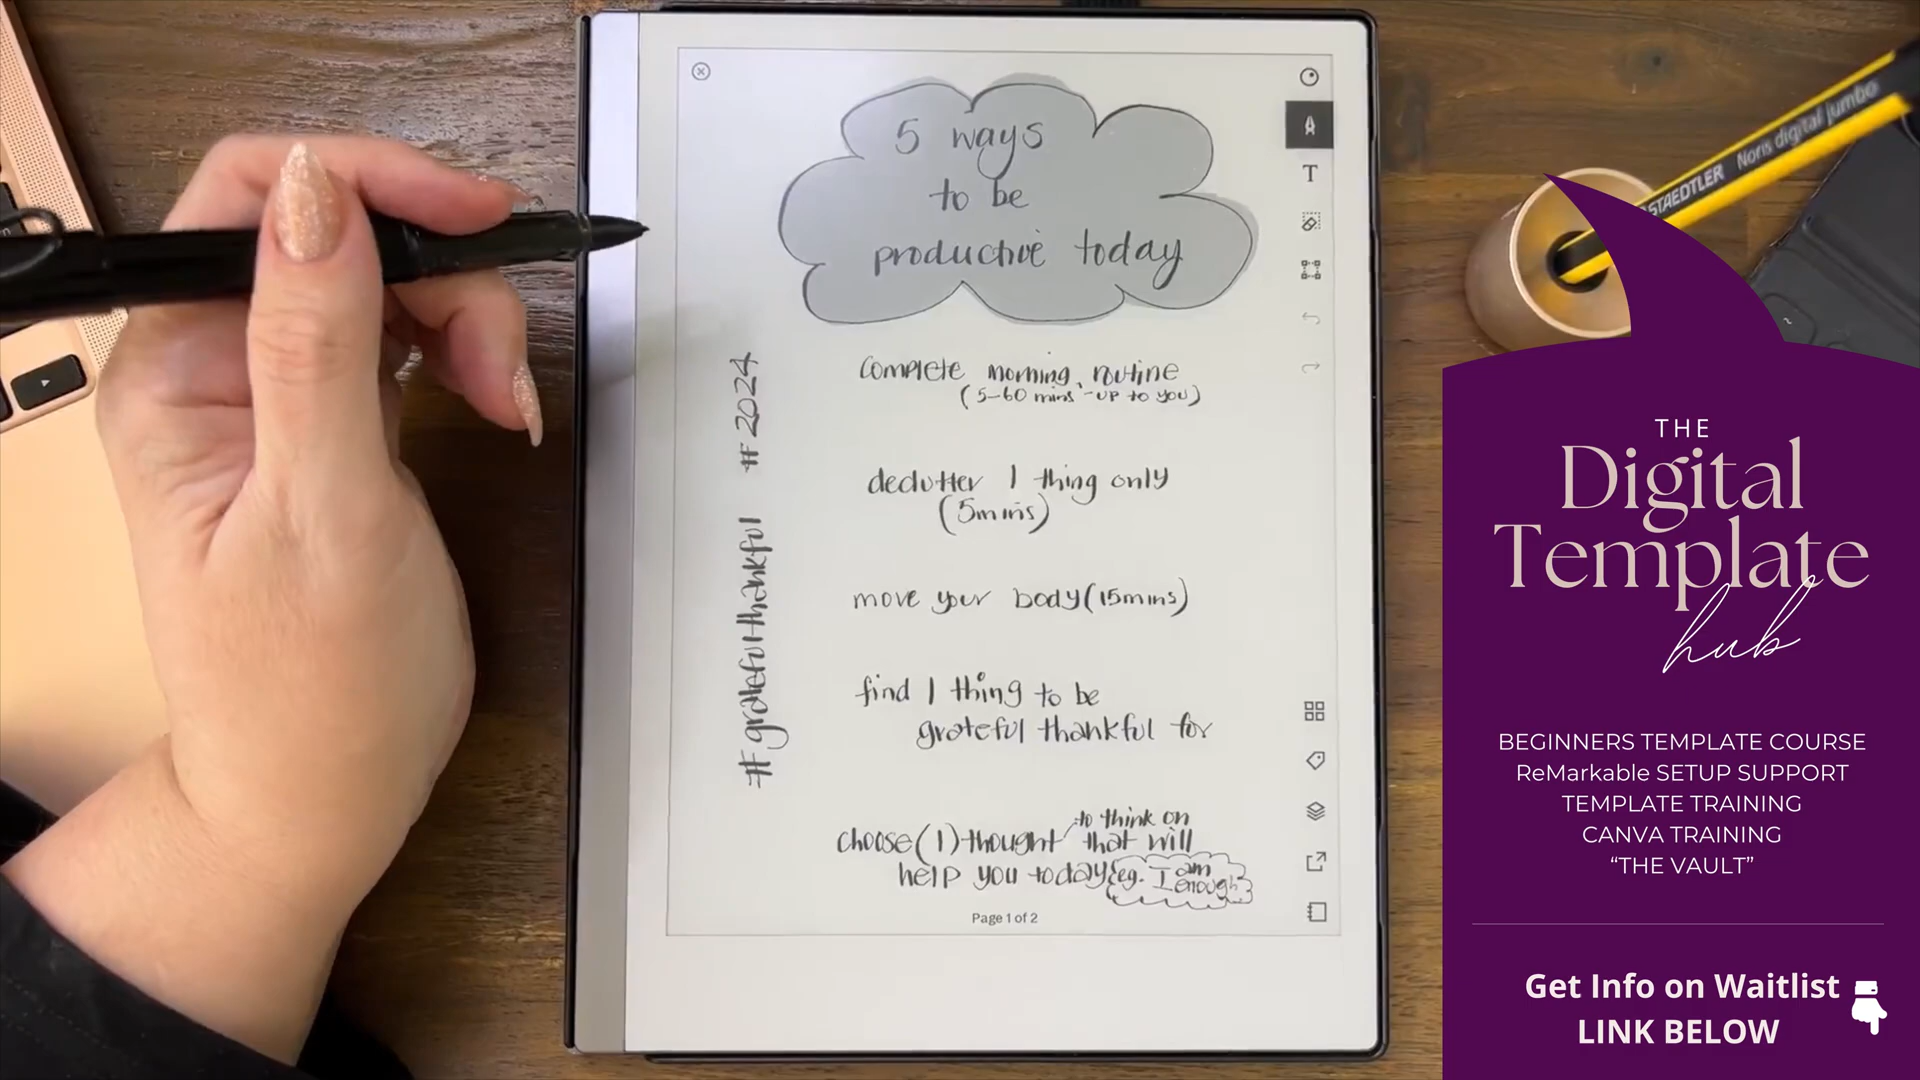 5 ways
to be
productive today
complete morning routine
(5-60 mins - up to you)
declutter 1 thing only
(5mins)
move your body (15mins)
find 1 thing to be
grateful thankful for
choose (1) thought to think on
that will
help you today {eg. I am
enough}
Page 1 of 2
#gratefulthankful #2024
T
STAEDTLER Noris digital jumbo
THE
Digital
Template
hub
BEGINNERS TEMPLATE COURSE
ReMarkable SETUP SUPPORT
TEMPLATE TRAINING
CANVA TRAINING
“THE VAULT”
Get Info on Waitlist
LINK BELOW